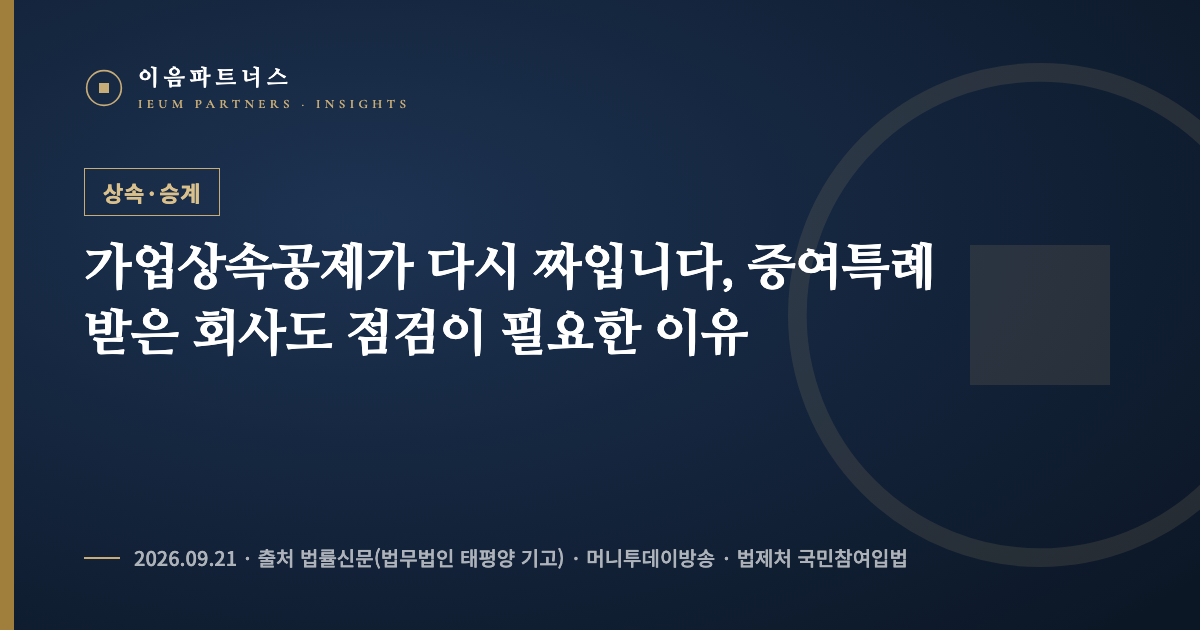 이음파트너스
IEUM PARTNERS · INSIGHTS
상속·승계
가업상속공제가 다시 짜입니다, 증여특례
받은 회사도 점검이 필요한 이유
2026.09.21 · 출처 법률신문(법무법인 태평양 기고) · 머니투데이방송 · 법제처 국민참여입법